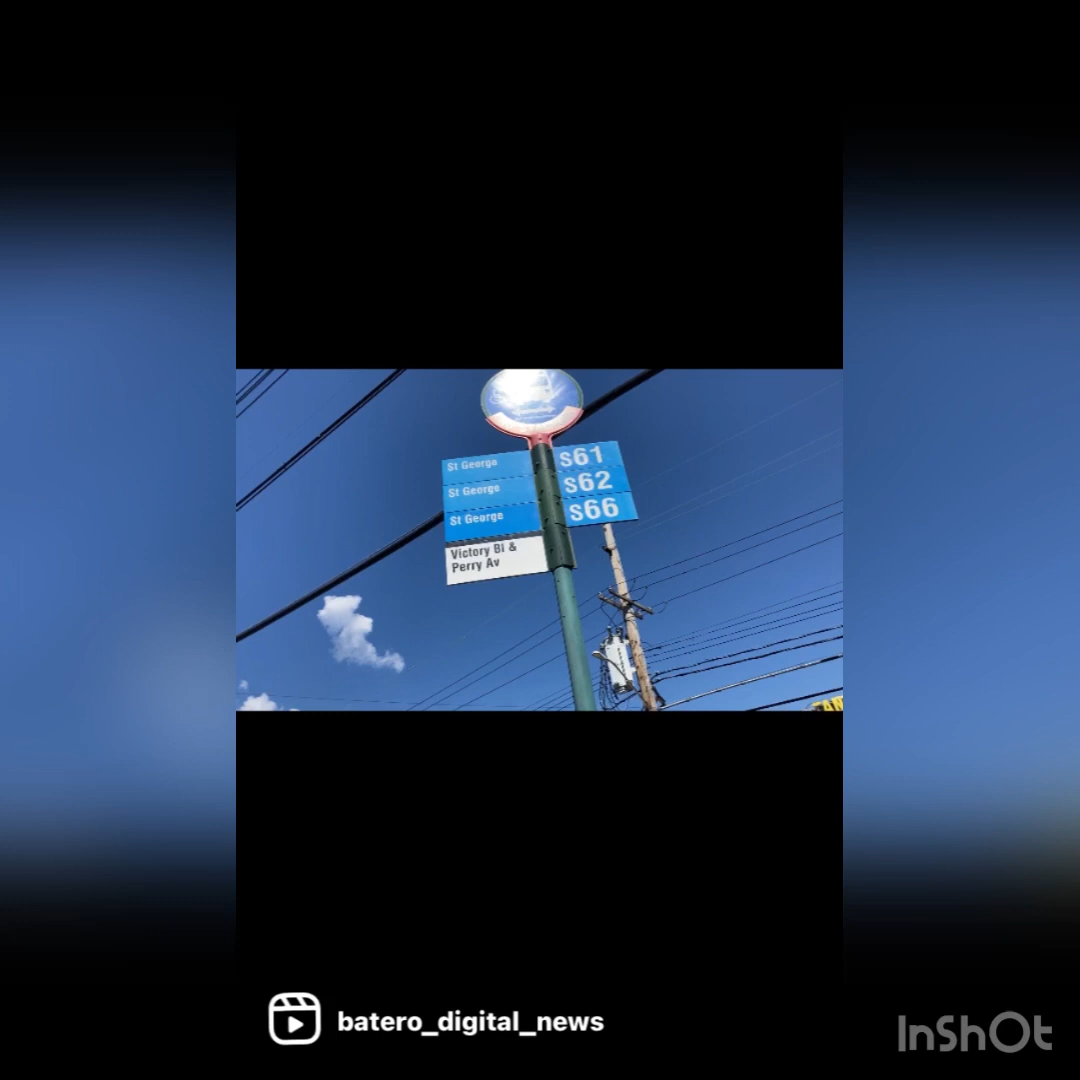 St George S61
St George S62
St George S66
Victory Bl &
Perry Av
batero_digital_news
InShOt